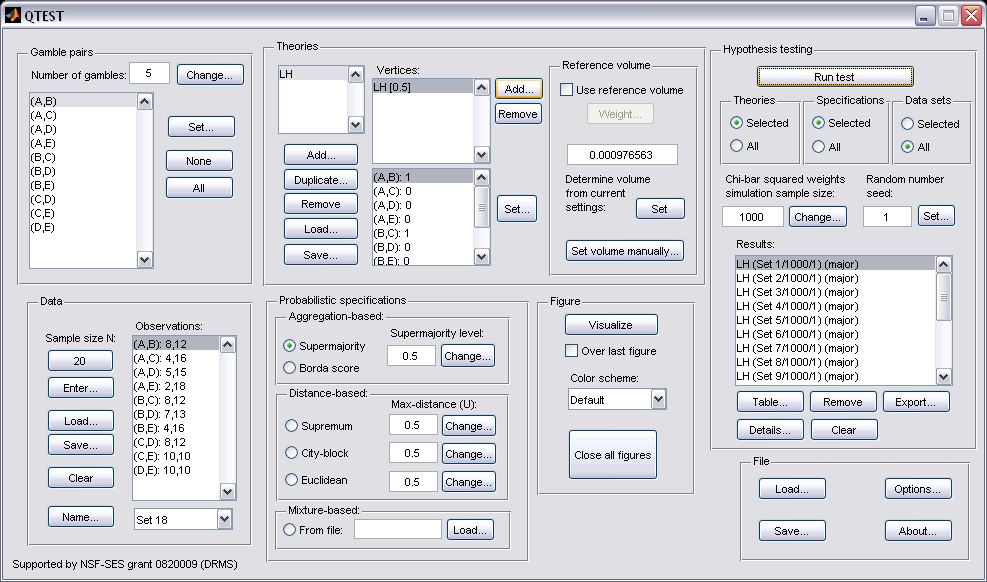 QTEST
Gamble pairs
Number of gambles: 5 Change...
(A,B)
(A,C)
(A,D)
(A,E)
(B,C)
(B,D)
(B,E)
(C,D)
(C,E)
(D,E)
Set...
None
All
Theories
LH
Add...
Duplicate...
Remove
Load...
Save...
Vertices:
LH [0.5]
Add...
Remove
(A,B): 1
(A,C): 0
(A,D): 0
(A,E): 0
(B,C): 1
(B,D): 0
(B,E): 0
Set...
Reference volume
Use reference volume
Weight...
0.000976563
Determine volume
from current
settings:
Set
Set volume manually...
Hypothesis testing
Run test
Theories
Selected
All
Specifications
Selected
All
Data sets
Selected
All
Chi-bar squared weights
simulation sample size:
1000 Change...
Random number
seed:
1 Set...
Results:
LH (Set 1/1000/1) (major)
LH (Set 2/1000/1) (major)
LH (Set 3/1000/1) (major)
LH (Set 4/1000/1) (major)
LH (Set 5/1000/1) (major)
LH (Set 6/1000/1) (major)
LH (Set 7/1000/1) (major)
LH (Set 8/1000/1) (major)
LH (Set 9/1000/1) (major)
Table... Remove Export...
Details... Clear
Data
Sample size N:
20
Enter...
Load...
Save...
Clear
Name...
Observations:
(A,B): 8,12
(A,C): 4,16
(A,D): 5,15
(A,E): 2,18
(B,C): 8,12
(B,D): 7,13
(B,E): 4,16
(C,D): 8,12
(C,E): 10,10
(D,E): 10,10
Set 18
Probabilistic specifications
Aggregation-based:
Supermajority level:
Supermajority 0.5 Change...
Borda score
Distance-based:
Max-distance (U):
Supremum 0.5 Change...
City-block 0.5 Change...
Euclidean 0.5 Change...
Mixture-based:
From file: Load...
Figure
Visualize
Over last figure
Color scheme:
Default
Close all figures
File
Load... Options...
Save... About...
Supported by NSF-SES grant 0820009 (DRMS)